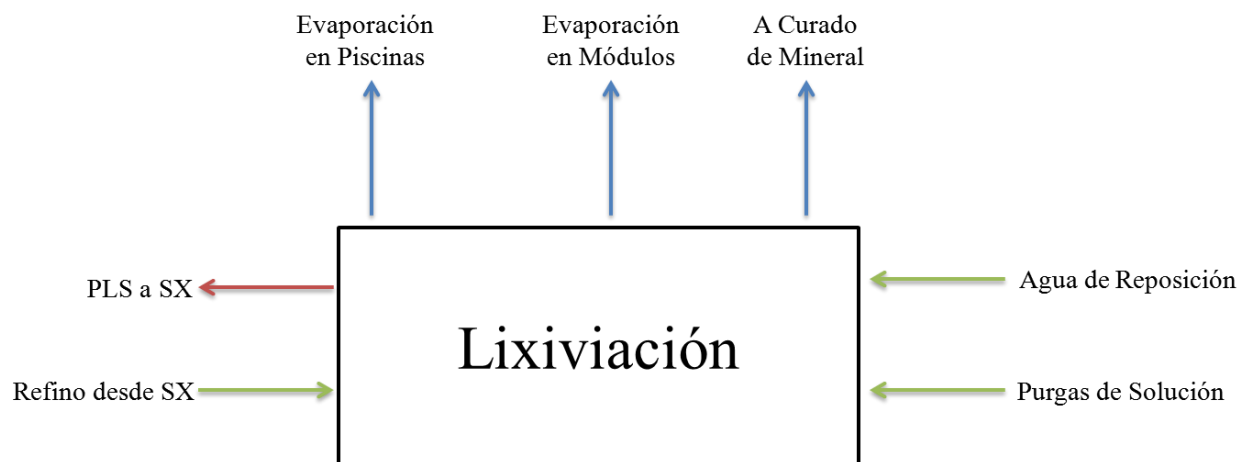 Evaporación
en Piscinas
Evaporación
en Módulos
A Curado
de Mineral
PLS a SX
Agua de Reposición
Lixiviación
Refino desde SX
Purgas de Solución